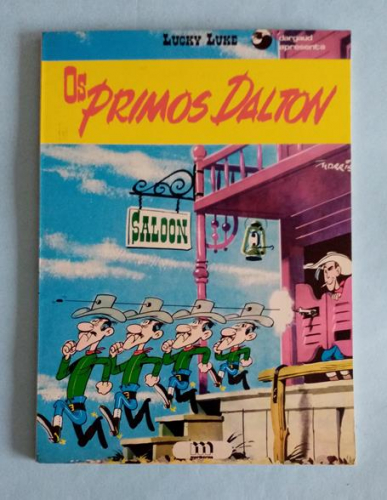 LUCKY LUKE
dargaud
apresenta
OS PRIMOS DALTON
MORRIS
SALOON
m